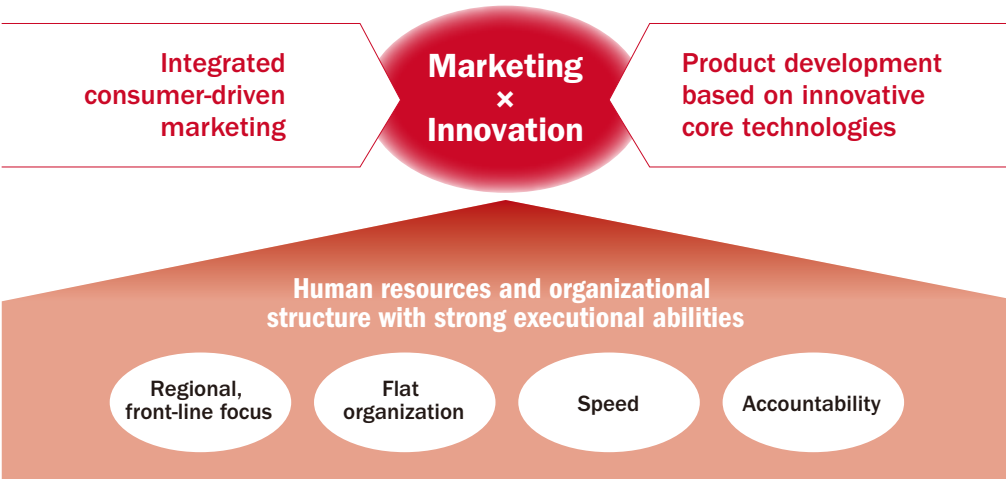 Integrated
consumer-driven
marketing
Marketing
×
Innovation
Product development
based on innovative
core technologies
Human resources and organizational
structure with strong executional abilities
Regional,
front-line focus
Flat
organization
Speed
Accountability